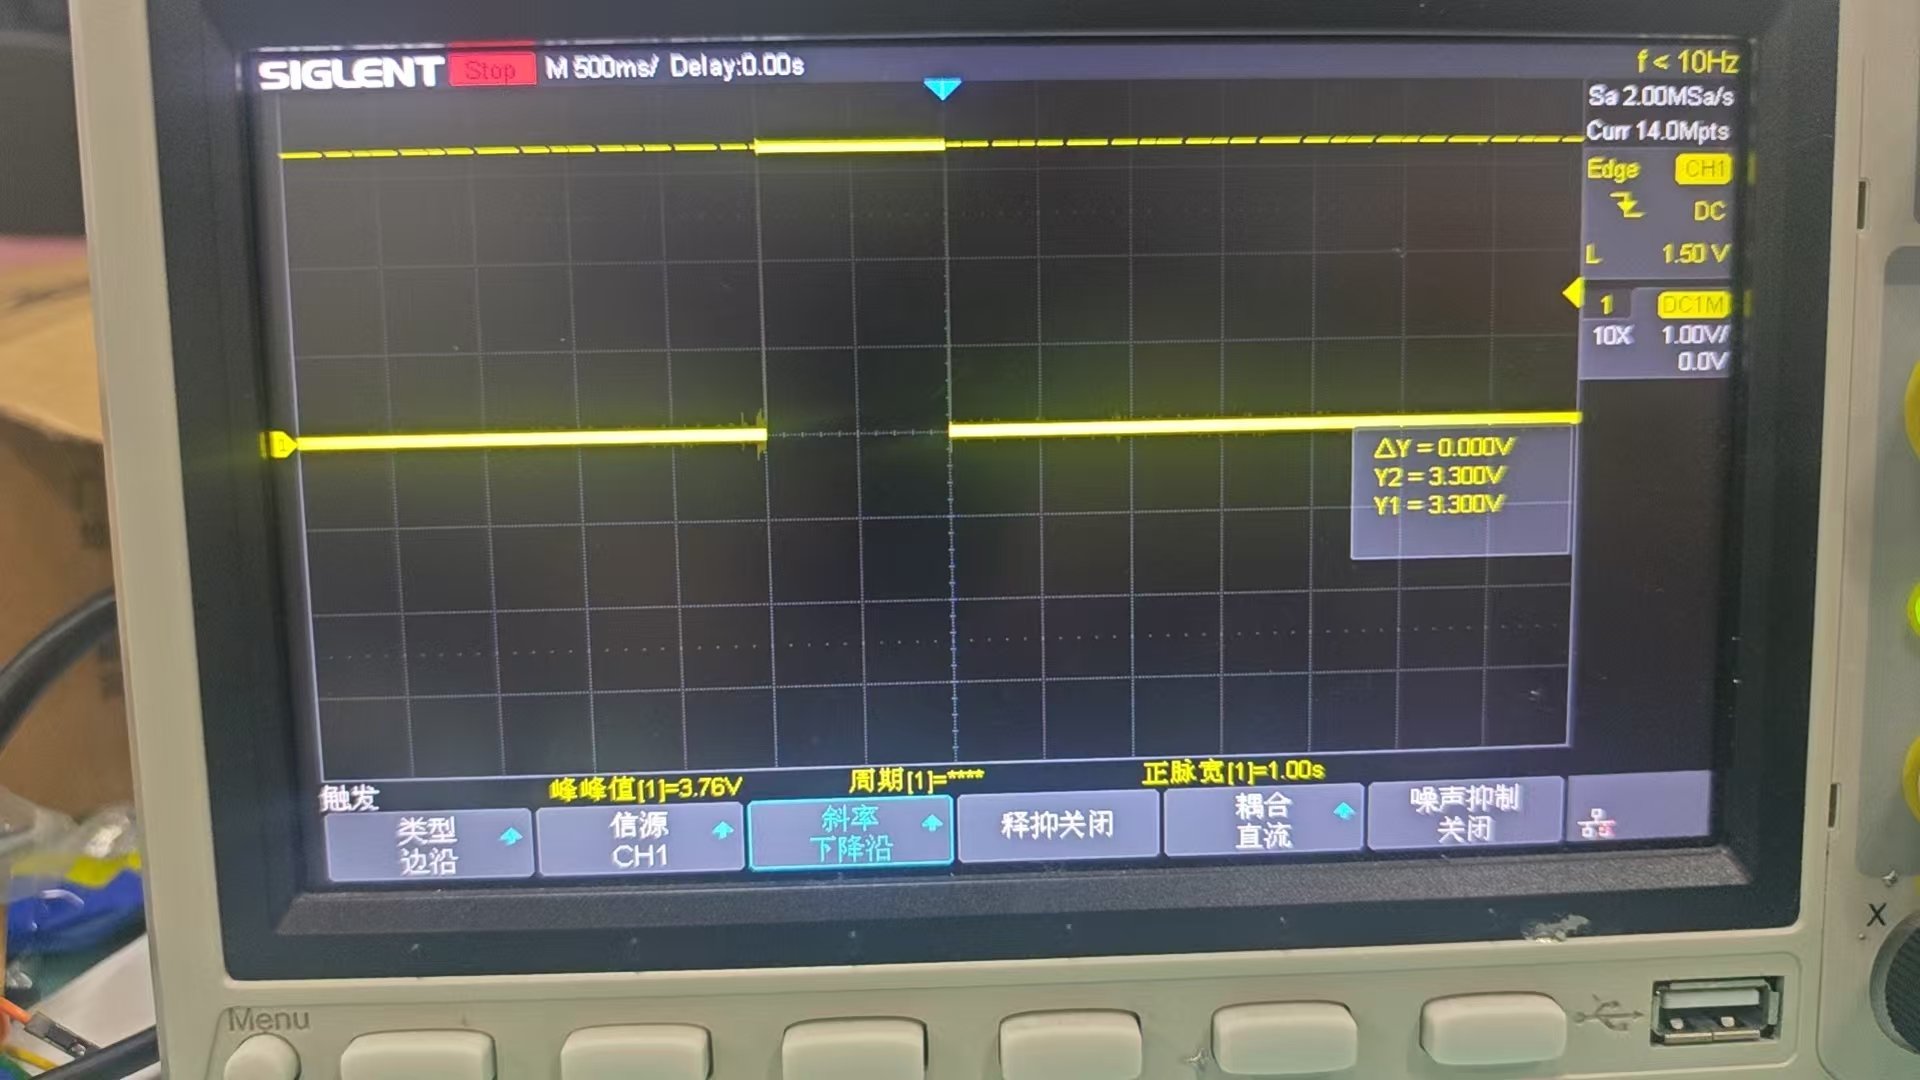 SIGLENT Stop M 500ms/ Delay:0.00s
f < 10Hz
Sa 2.00MSa/s
Curr 14.0Mpts
Edge CH1
DC
L 1.50 V
1 DC1M
10X 1.00V/
0.0V
1
ΔY = 0.000V
Y2 = 3.300V
Y1 = 3.300V
峰峰值[1]=3.76V 周期[1]=**** 正脉宽[1]=1.00s
触发
类型
边沿
信源
CH1
斜率
下降沿
释抑关闭
耦合
直流
噪声抑制
关闭
Menu
X